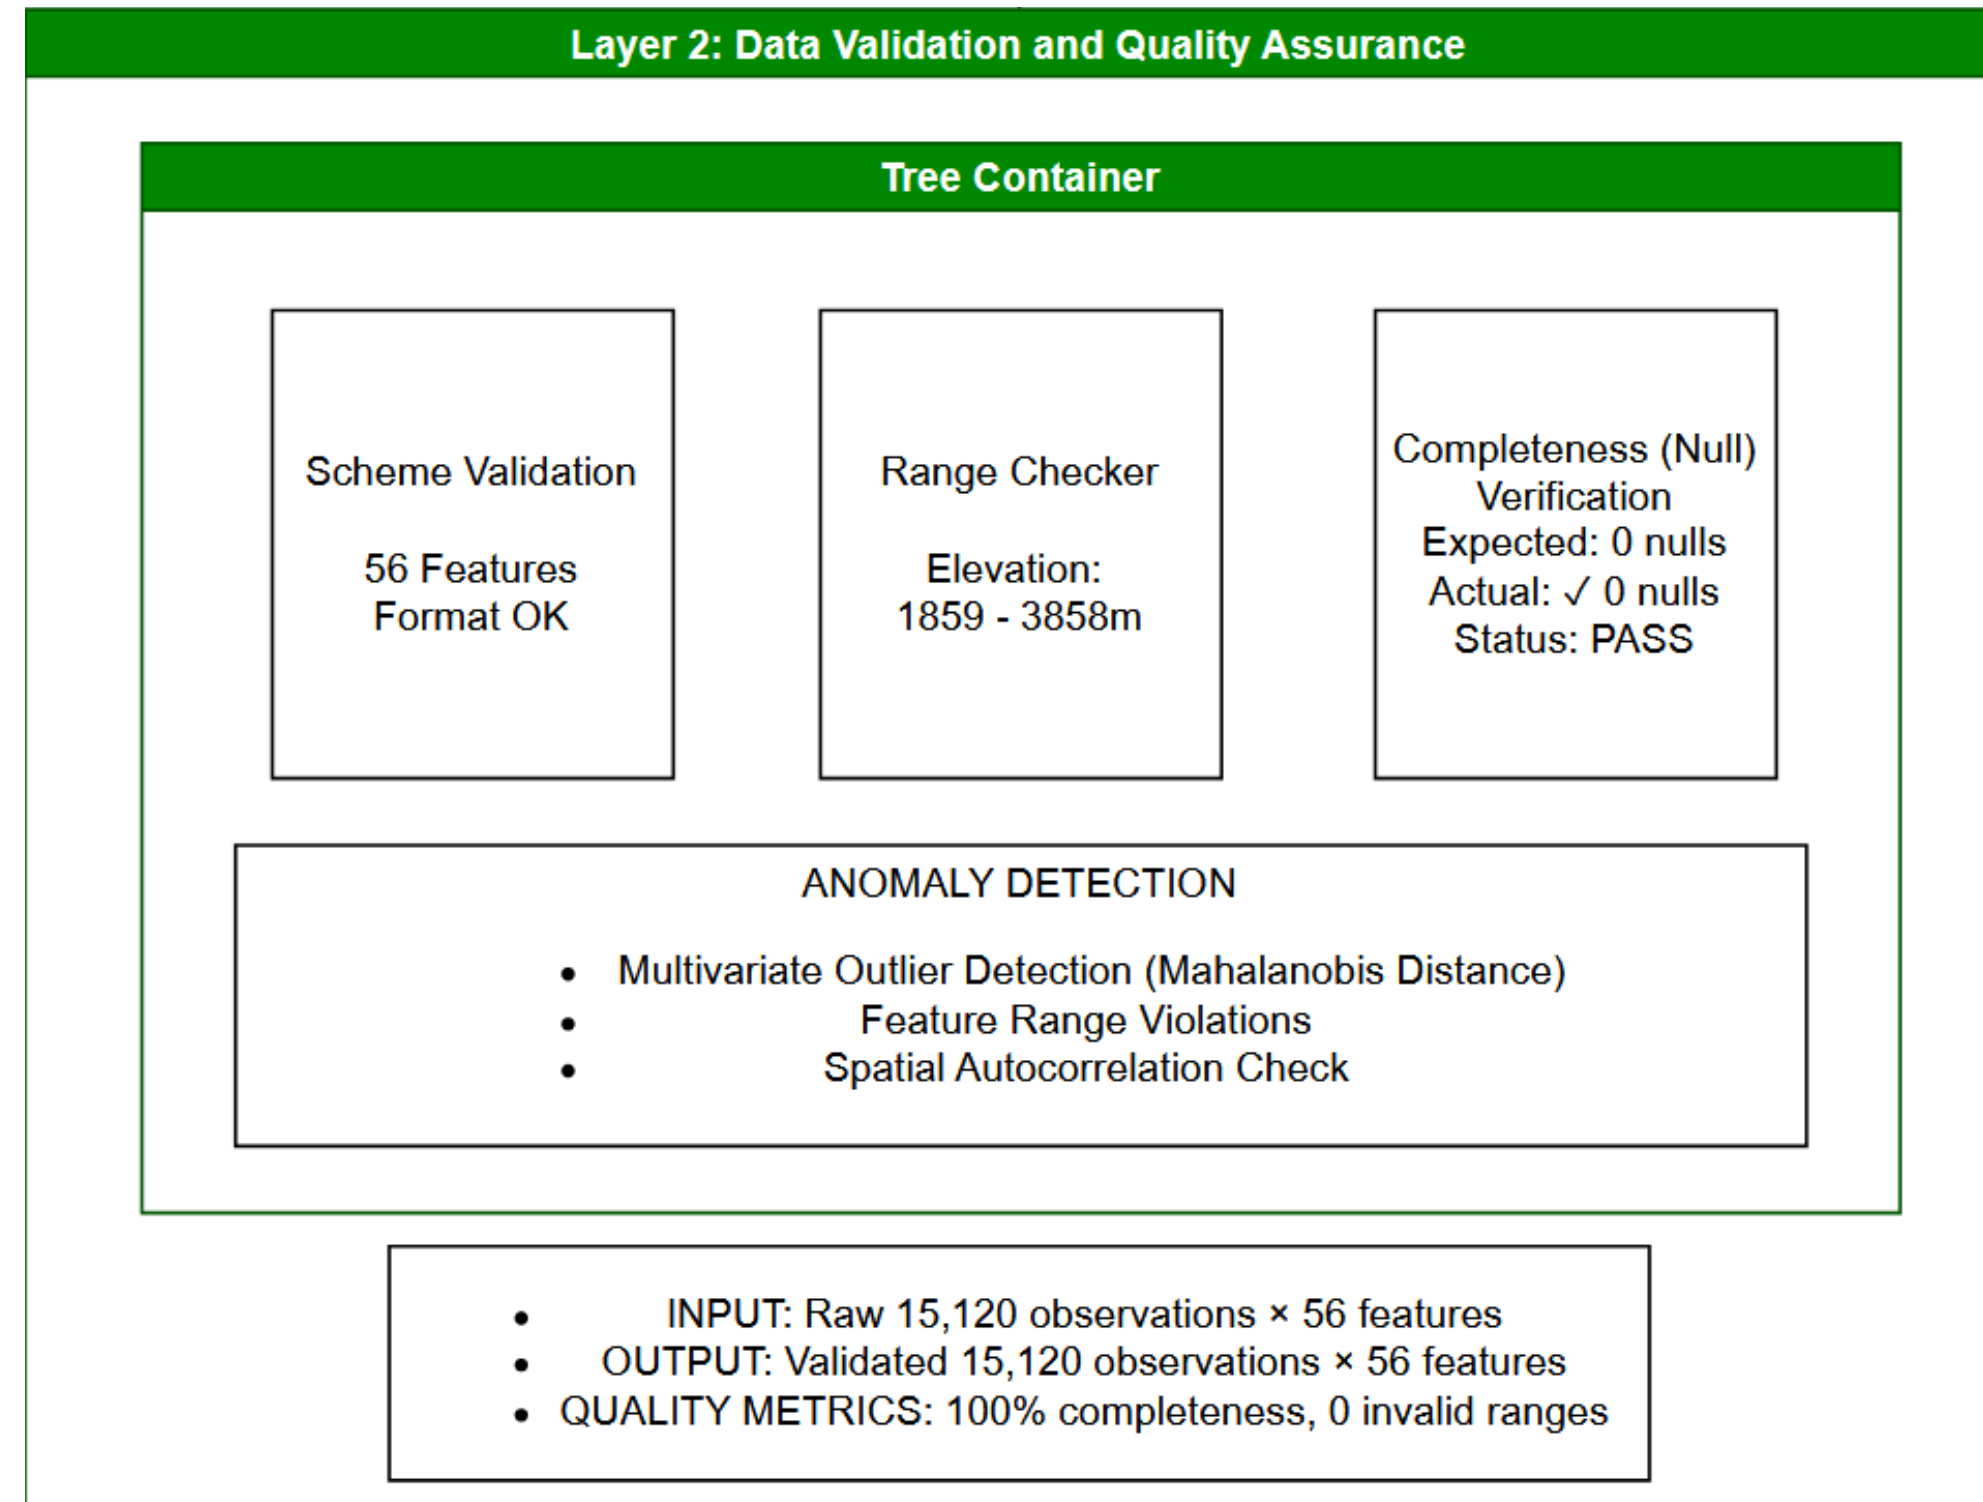 Layer 2: Data Validation and Quality Assurance
Tree Container
Scheme Validation
56 Features
Format OK
Range Checker
Elevation:
1859 - 3858m
Completeness (Null)
Verification
Expected: 0 nulls
Actual: ✓ 0 nulls
Status: PASS
ANOMALY DETECTION
• Multivariate Outlier Detection (Mahalanobis Distance)
• Feature Range Violations
• Spatial Autocorrelation Check
• INPUT: Raw 15,120 observations × 56 features
• OUTPUT: Validated 15,120 observations × 56 features
• QUALITY METRICS: 100% completeness, 0 invalid ranges